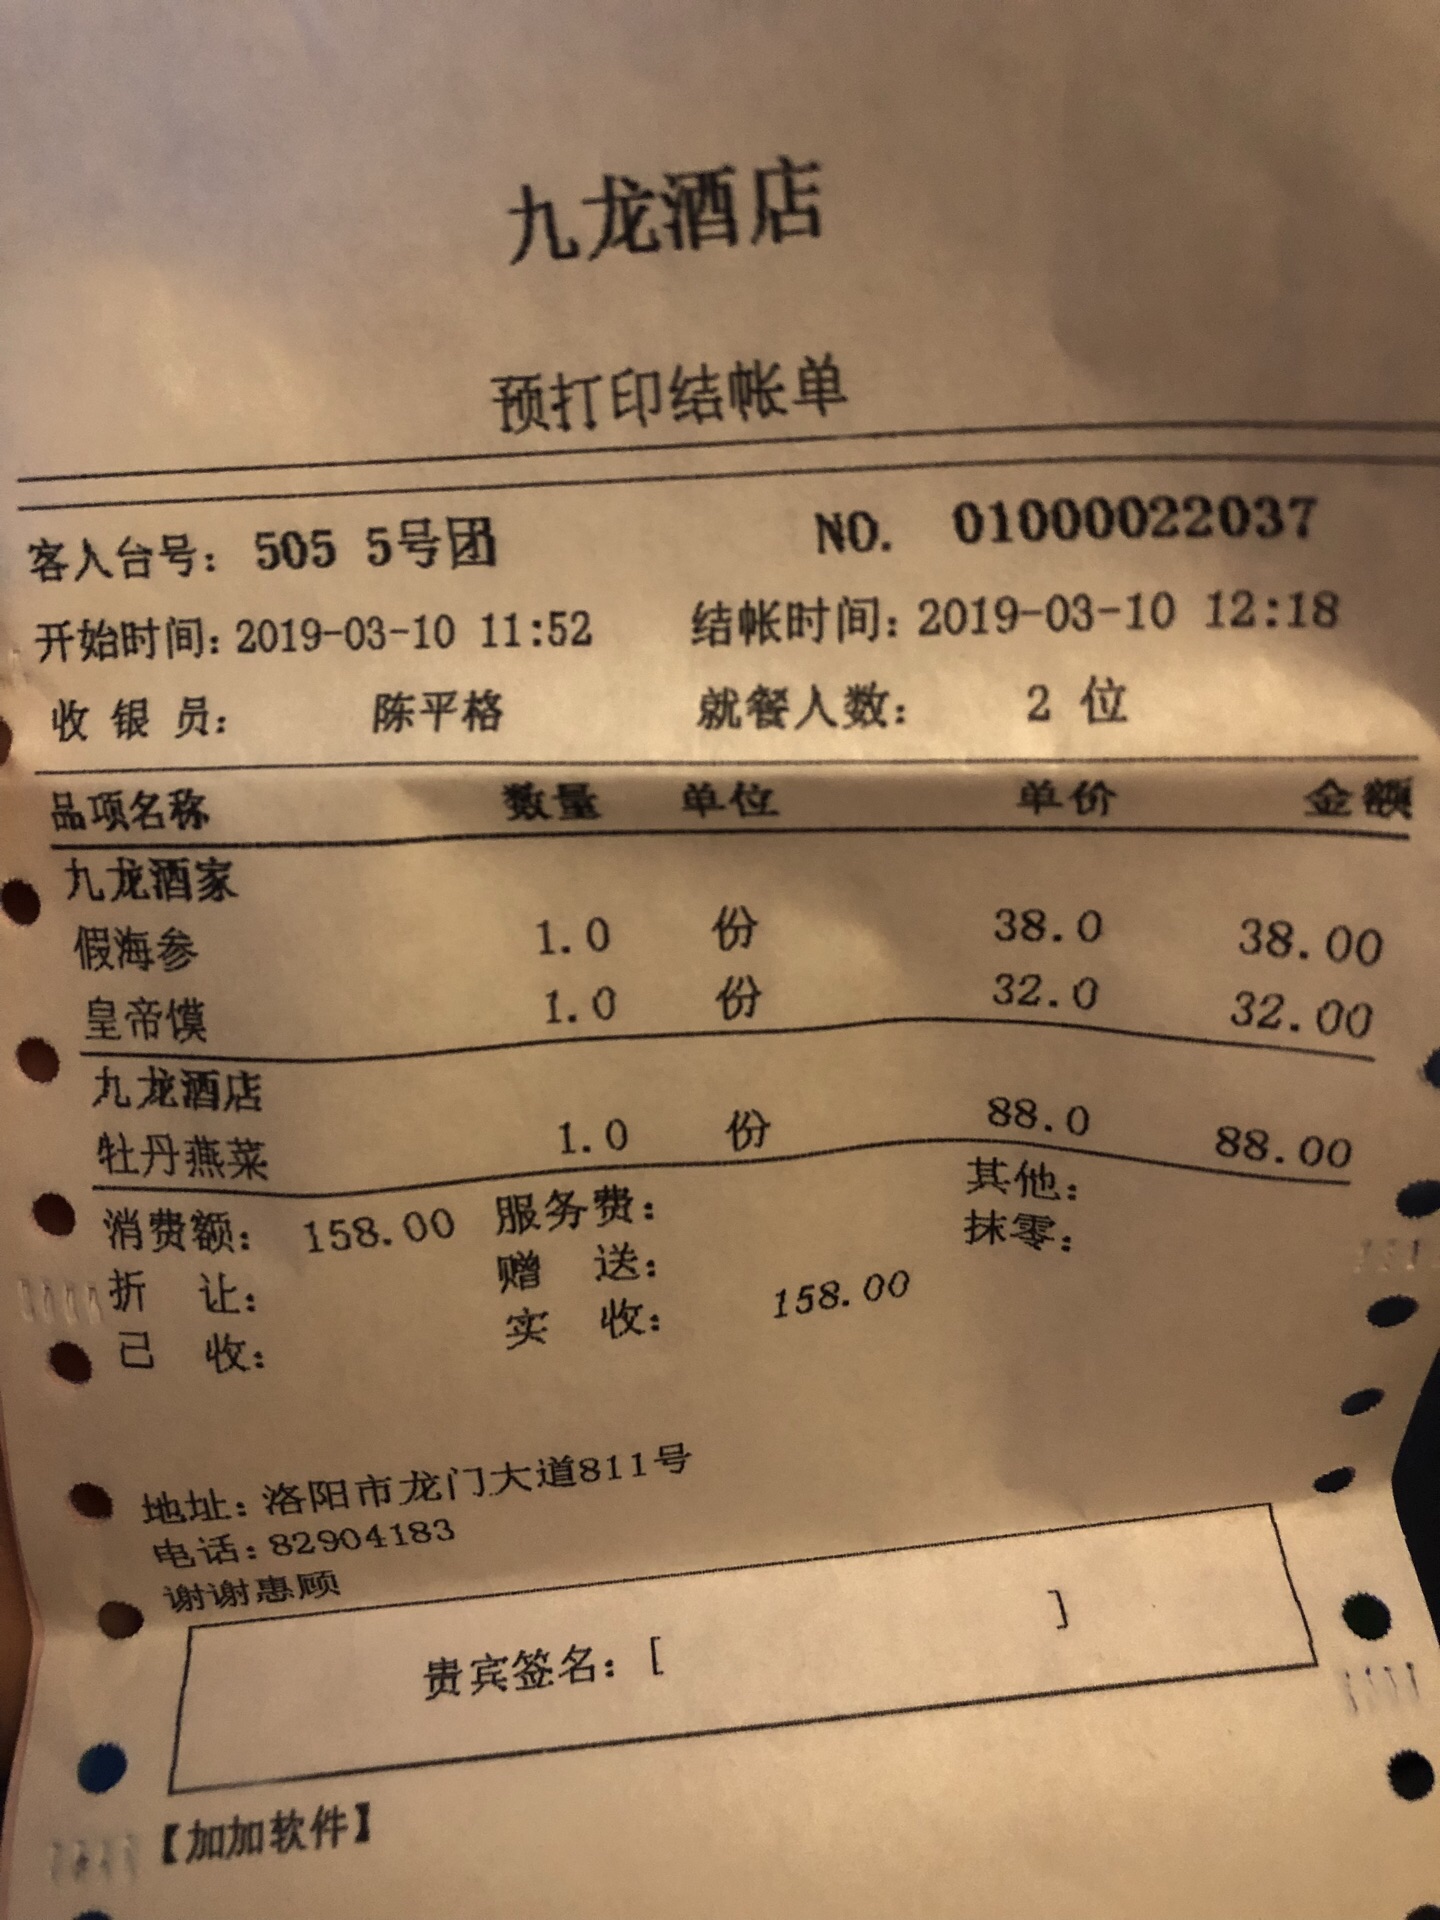 九龙酒店
预打印结帐单
客人台号: 505 5号团 NO. 01000022037
开始时间: 2019-03-10 11:52 结帐时间: 2019-03-10 12:18
收 银 员: 陈平格 就餐人数: 2 位
品项名称 数量 单位 单价 金额
九龙酒家
假海参 1.0 份 38.0 38.00
皇帝馍 1.0 份 32.0 32.00
九龙酒店
牡丹燕菜 1.0 份 88.0 88.00
消费额: 158.00 服务费: 其他:
折 让: 赠 送: 抹零:
已 收: 实 收: 158.00
地址: 洛阳市龙门大道811号
电话: 82904183
谢谢惠顾
贵宾签名: [ ]
【加加软件】